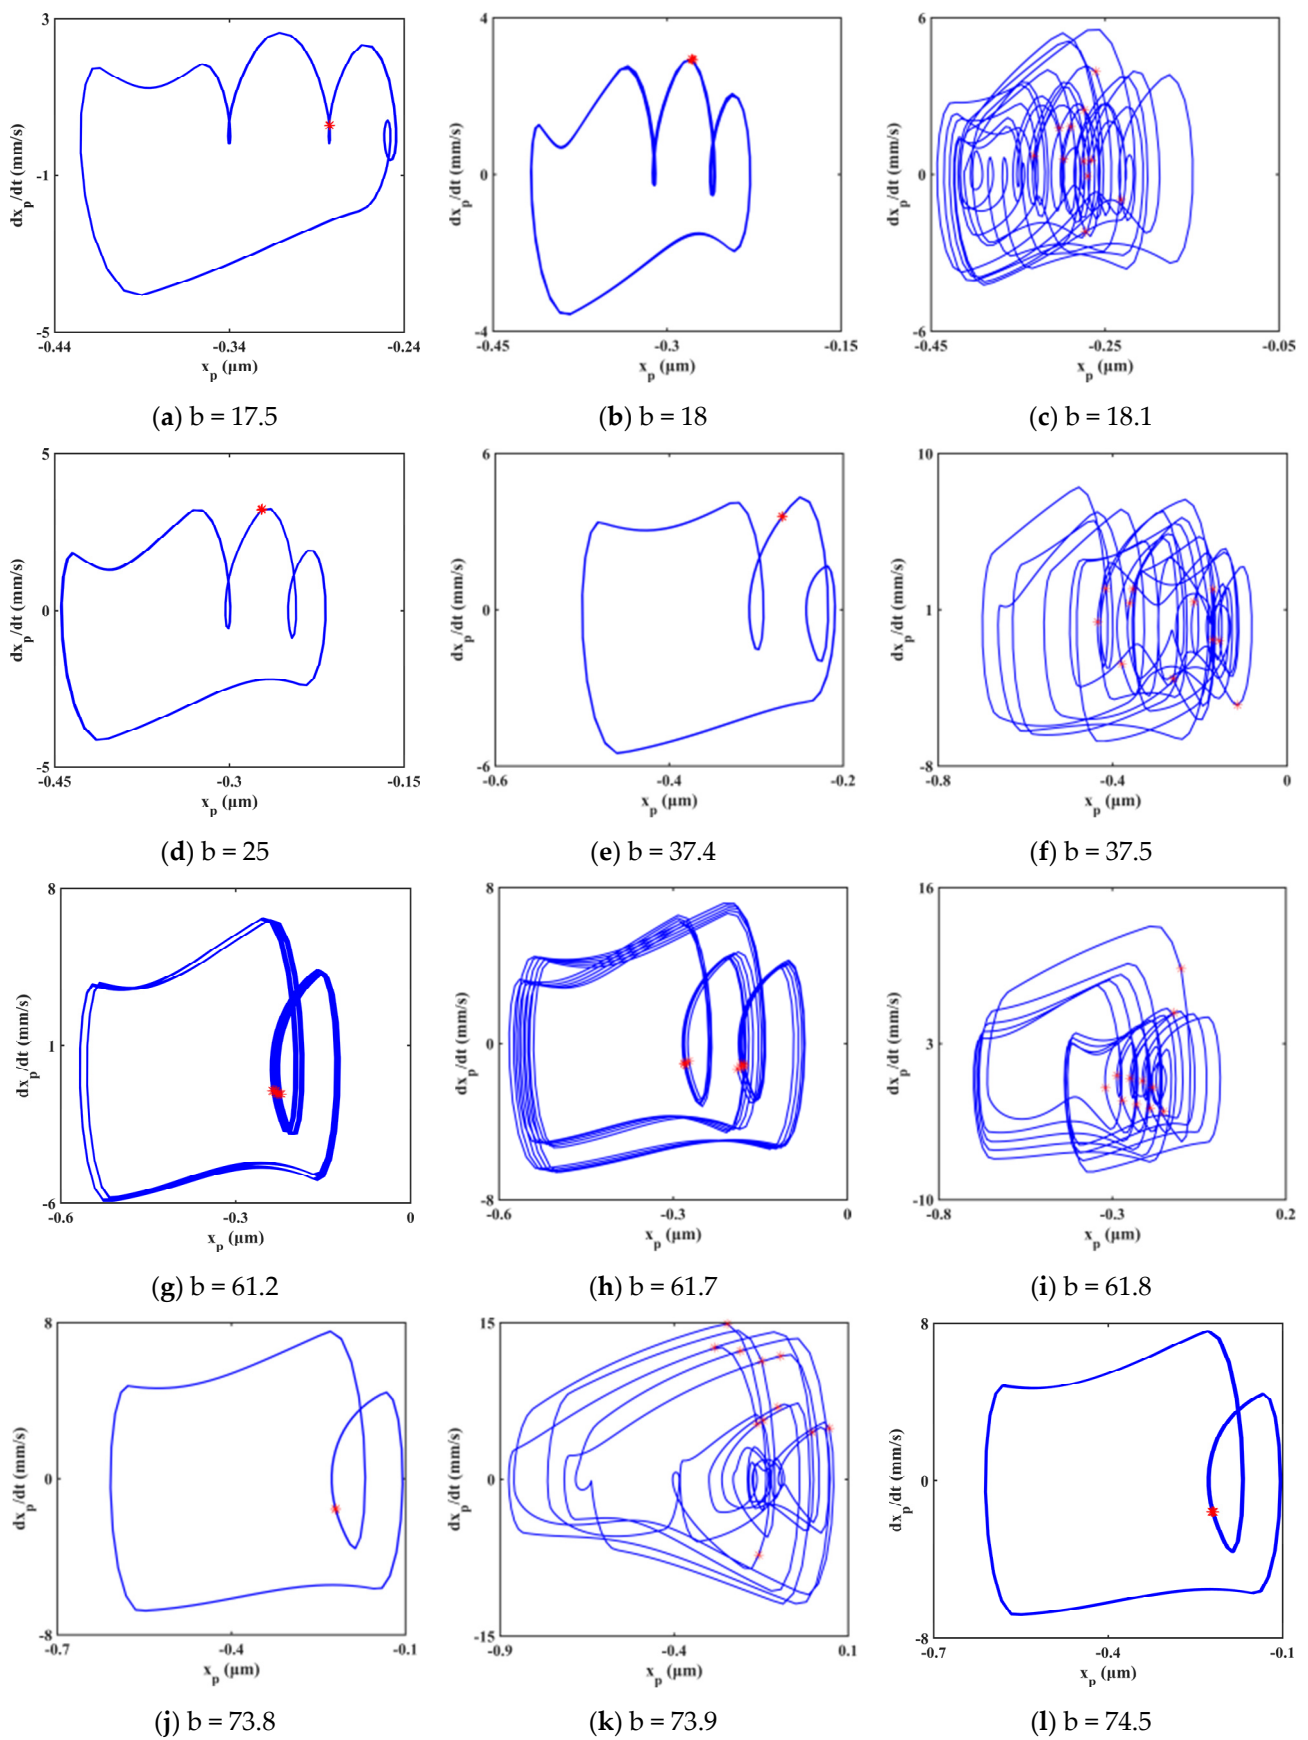 3
4
6
dx_p/dt (mm/s)
dx_p/dt (mm/s)
dx_p/dt (mm/s)
-1
0
0
-5
-4
-6
-0.44
-0.34
-0.24
-0.45
-0.3
-0.15
-0.45
-0.25
-0.05
x_p (μm)
x_p (μm)
x_p (μm)
(a) b = 17.5
(b) b = 18
(c) b = 18.1
5
6
10
dx_p/dt (mm/s)
dx_p/dt (mm/s)
dx_p/dt (mm/s)
0
0
1
-5
-6
-8
-0.45
-0.3
-0.15
-0.6
-0.4
-0.2
-0.8
-0.4
0
x_p (μm)
x_p (μm)
x_p (μm)
(d) b = 25
(e) b = 37.4
(f) b = 37.5
8
8
16
dx_p/dt (mm/s)
dx_p/dt (mm/s)
dx_p/dt (mm/s)
1
0
3
-6
-8
-10
-0.6
-0.3
0
-0.6
-0.3
0
-0.8
-0.3
0.2
x_p (μm)
x_p (μm)
x_p (μm)
(g) b = 61.2
(h) b = 61.7
(i) b = 61.8
8
15
8
dx_p/dt (mm/s)
dx_p/dt (mm/s)
dx_p/dt (mm/s)
0
0
0
-8
-15
-8
-0.7
-0.4
-0.1
-0.9
-0.4
0.1
-0.7
-0.4
-0.1
x_p (μm)
x_p (μm)
x_p (μm)
(j) b = 73.8
(k) b = 73.9
(l) b = 74.5